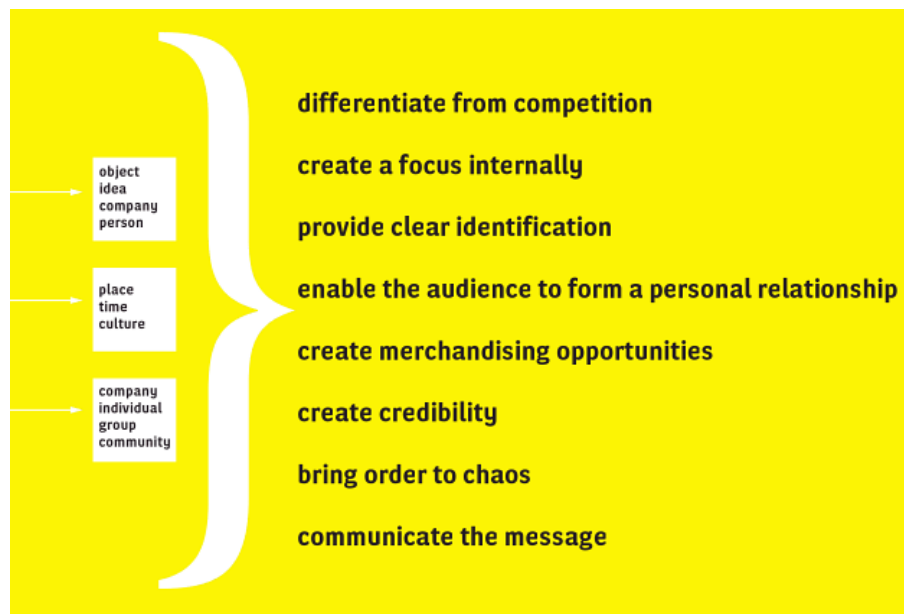 object
idea
company
person
place
time
culture
company
individual
group
community
differentiate from competition
create a focus internally
provide clear identification
enable the audience to form a personal relationship
create merchandising opportunities
create credibility
bring order to chaos
communicate the message